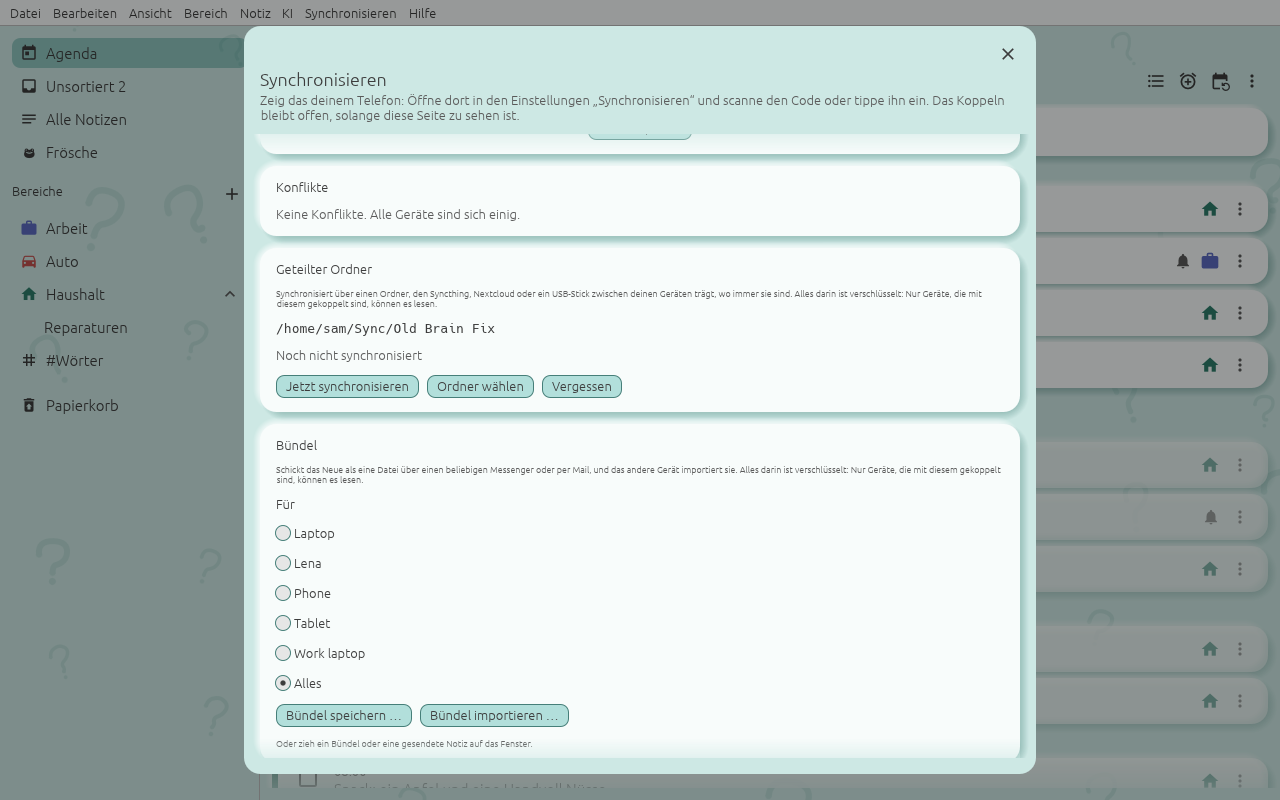 Datei Bearbeiten Ansicht Bereich Notiz KI Synchronisieren Hilfe
Agenda
Unsortiert 2
Alle Notizen
Frösche
Bereiche
Arbeit
Auto
Haushalt
Reparaturen
#Wörter
Papierkorb
Synchronisieren
Zeig das deinem Telefon: Öffne dort in den Einstellungen „Synchronisieren“ und scanne den Code oder tippe ihn ein. Das Koppeln
bleibt offen, solange diese Seite zu sehen ist.
Konflikte
Keine Konflikte. Alle Geräte sind sich einig.
Geteilter Ordner
Synchronisiert über einen Ordner, den Syncthing, Nextcloud oder ein USB-Stick zwischen deinen Geräten trägt, wo immer sie sind. Alles darin ist verschlüsselt: Nur Geräte, die mit
diesem gekoppelt sind, können es lesen.
/home/sam/Sync/Old Brain Fix
Noch nicht synchronisiert
Jetzt synchronisieren Ordner wählen Vergessen
Bündel
Schickt das Neue als eine Datei über einen beliebigen Messenger oder per Mail, und das andere Gerät importiert sie. Alles darin ist verschlüsselt: Nur Geräte, die mit diesem gekoppelt
sind, können es lesen.
Für
Laptop
Lena
Phone
Tablet
Work laptop
Alles
Bündel speichern … Bündel importieren …
Oder zieh ein Bündel oder eine gesendete Notiz auf das Fenster.